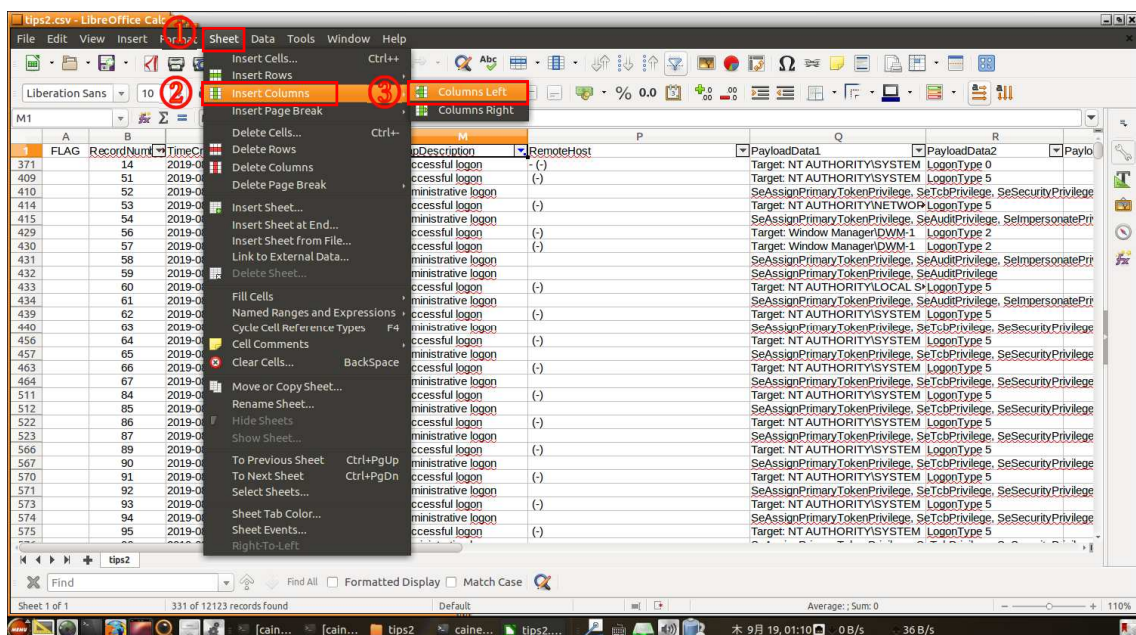 tips2.csv - LibreOffice Calc
①
File Edit View Insert Format Sheet Data Tools Window Help
Insert Cells... Ctrl++
Insert Rows
② Insert Columns
③ Columns Left
Columns Right
Insert Page Break
Delete Cells... Ctrl+-
Delete Rows
Delete Columns
Delete Page Break
Insert Sheet...
Insert Sheet at End...
Insert Sheet from File...
Link to External Data...
Delete Sheet...
Fill Cells
Named Ranges and Expressions
Cycle Cell Reference Types F4
Cell Comments
Clear Cells... BackSpace
Move or Copy Sheet...
Rename Sheet...
Hide Sheets
Show Sheet...
To Previous Sheet Ctrl+PgUp
To Next Sheet Ctrl+PgDn
Select Sheets...
Sheet Tab Color...
Sheet Events...
Right-To-Left
Liberation Sans 10 % 0.0
M1 Σ =
A B M P Q R
1 FLAG RecordNum TimeCr pDescription RemoteHost PayloadData1 PayloadData2 Paylo
371 14 2019-0 ccessful logon - (-) Target: NT AUTHORITY\SYSTEM LogonType 0
409 51 2019-0 ccessful logon (-) Target: NT AUTHORITY\SYSTEM LogonType 5
410 52 2019-0 ministrative logon SeAssignPrimaryTokenPrivilege, SeTcbPrivilege, SeSecurityPrivilege
414 53 2019-0 ccessful logon (-) Target: NT AUTHORITY\NETWOR LogonType 5
415 54 2019-0 ministrative logon SeAssignPrimaryTokenPrivilege, SeAuditPrivilege, SeImpersonatePri
429 56 2019-0 ccessful logon (-) Target: Window Manager\DWM-1 LogonType 2
430 57 2019-0 ccessful logon (-) Target: Window Manager\DWM-1 LogonType 2
431 58 2019-0 ministrative logon SeAssignPrimaryTokenPrivilege, SeAuditPrivilege, SeImpersonatePri
432 59 2019-0 ministrative logon SeAssignPrimaryTokenPrivilege, SeAuditPrivilege
433 60 2019-0 ccessful logon (-) Target: NT AUTHORITY\LOCAL S LogonType 5
434 61 2019-0 ministrative logon SeAssignPrimaryTokenPrivilege, SeAuditPrivilege, SeImpersonatePri
439 62 2019-0 ccessful logon (-) Target: NT AUTHORITY\SYSTEM LogonType 5
440 63 2019-0 ministrative logon SeAssignPrimaryTokenPrivilege, SeTcbPrivilege, SeSecurityPrivilege
456 64 2019-0 ccessful logon (-) Target: NT AUTHORITY\SYSTEM LogonType 5
457 65 2019-0 ministrative logon SeAssignPrimaryTokenPrivilege, SeTcbPrivilege, SeSecurityPrivilege
463 66 2019-0 ccessful logon (-) Target: NT AUTHORITY\SYSTEM LogonType 5
464 67 2019-0 ministrative logon SeAssignPrimaryTokenPrivilege, SeTcbPrivilege, SeSecurityPrivilege
511 84 2019-0 ccessful logon (-) Target: NT AUTHORITY\SYSTEM LogonType 5
512 85 2019-0 ministrative logon SeAssignPrimaryTokenPrivilege, SeTcbPrivilege, SeSecurityPrivilege
522 86 2019-0 ccessful logon (-) Target: NT AUTHORITY\SYSTEM LogonType 5
523 87 2019-0 ministrative logon SeAssignPrimaryTokenPrivilege, SeTcbPrivilege, SeSecurityPrivilege
566 89 2019-0 ccessful logon (-) Target: NT AUTHORITY\SYSTEM LogonType 5
567 90 2019-0 ministrative logon SeAssignPrimaryTokenPrivilege, SeTcbPrivilege, SeSecurityPrivilege
570 91 2019-0 ccessful logon (-) Target: NT AUTHORITY\SYSTEM LogonType 5
571 92 2019-0 ministrative logon SeAssignPrimaryTokenPrivilege, SeTcbPrivilege, SeSecurityPrivilege
573 93 2019-0 ccessful logon (-) Target: NT AUTHORITY\SYSTEM LogonType 5
574 94 2019-0 ministrative logon SeAssignPrimaryTokenPrivilege, SeTcbPrivilege, SeSecurityPrivilege
575 95 2019-0 ccessful logon (-) Target: NT AUTHORITY\SYSTEM LogonType 5
tips2
Find Find All Formatted Display Match Case
Sheet 1 of 1 331 of 12123 records found Default Average: ; Sum: 0 110%
MENU [cain... [cain... tips2 caine... tips2.... 木 9月 19, 01:10 0 B/s 36 B/s